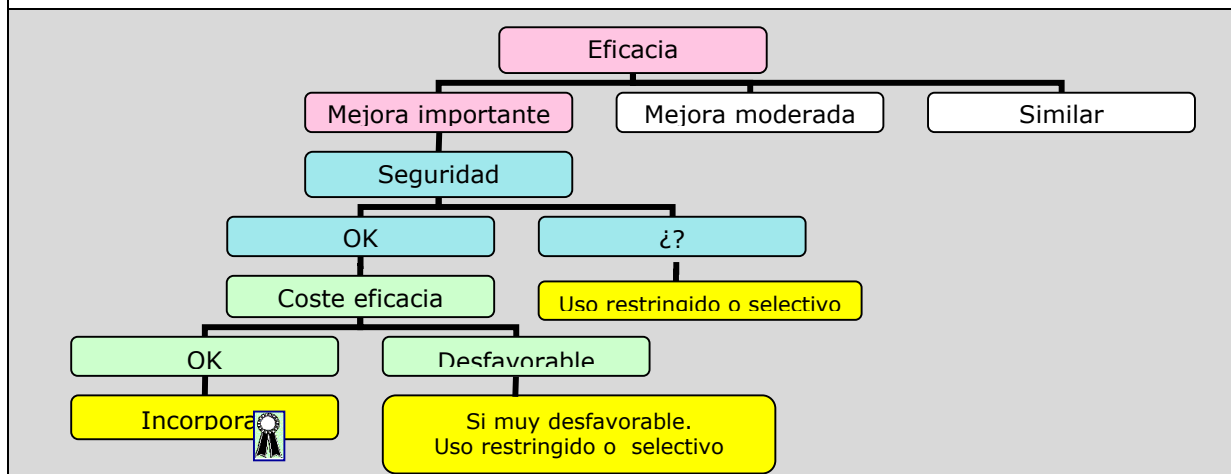 Eficacia
Mejora importante
Mejora moderada
Similar
Seguridad
OK
¿?
Coste eficacia
Uso restringido o selectivo
OK
Desfavorable
Incorpora
Si muy desfavorable.
Uso restringido o selectivo